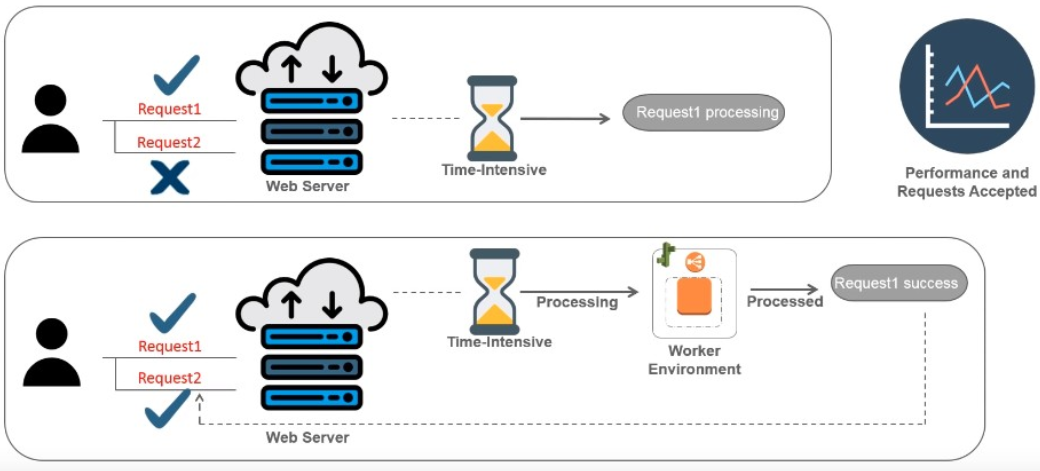 Request1
Request2
Web Server
Time-Intensive
Request1 processing
Performance and
Requests Accepted
Request1
Request2
Web Server
Time-Intensive
Processing
Worker
Environment
Processed
Request1 success